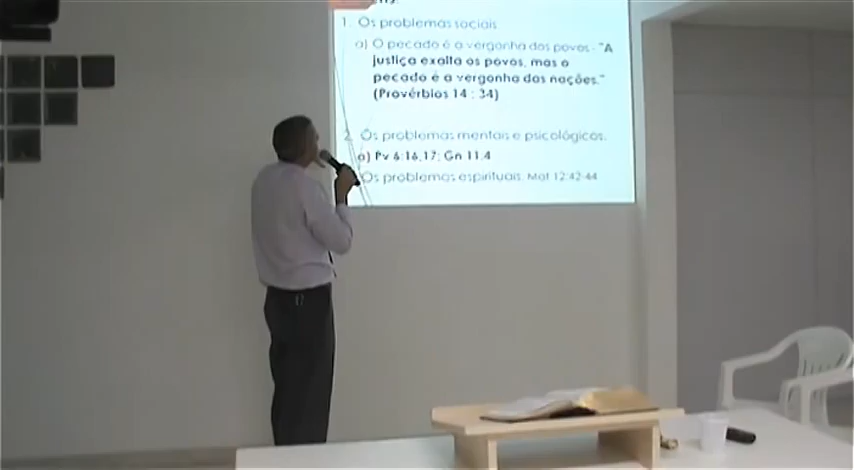 1. Os problemas sociais
a) O pecado é a vergonha dos povos - "A
justiça exalta os povos, mas o
pecado é a vergonha das nações."
(Provérbios 14 : 34)
2. Os problemas mentais e psicológicos.
a) Pv 6:16,17; Gn 11.4
Os problemas espirituais. Mat 12:42-44